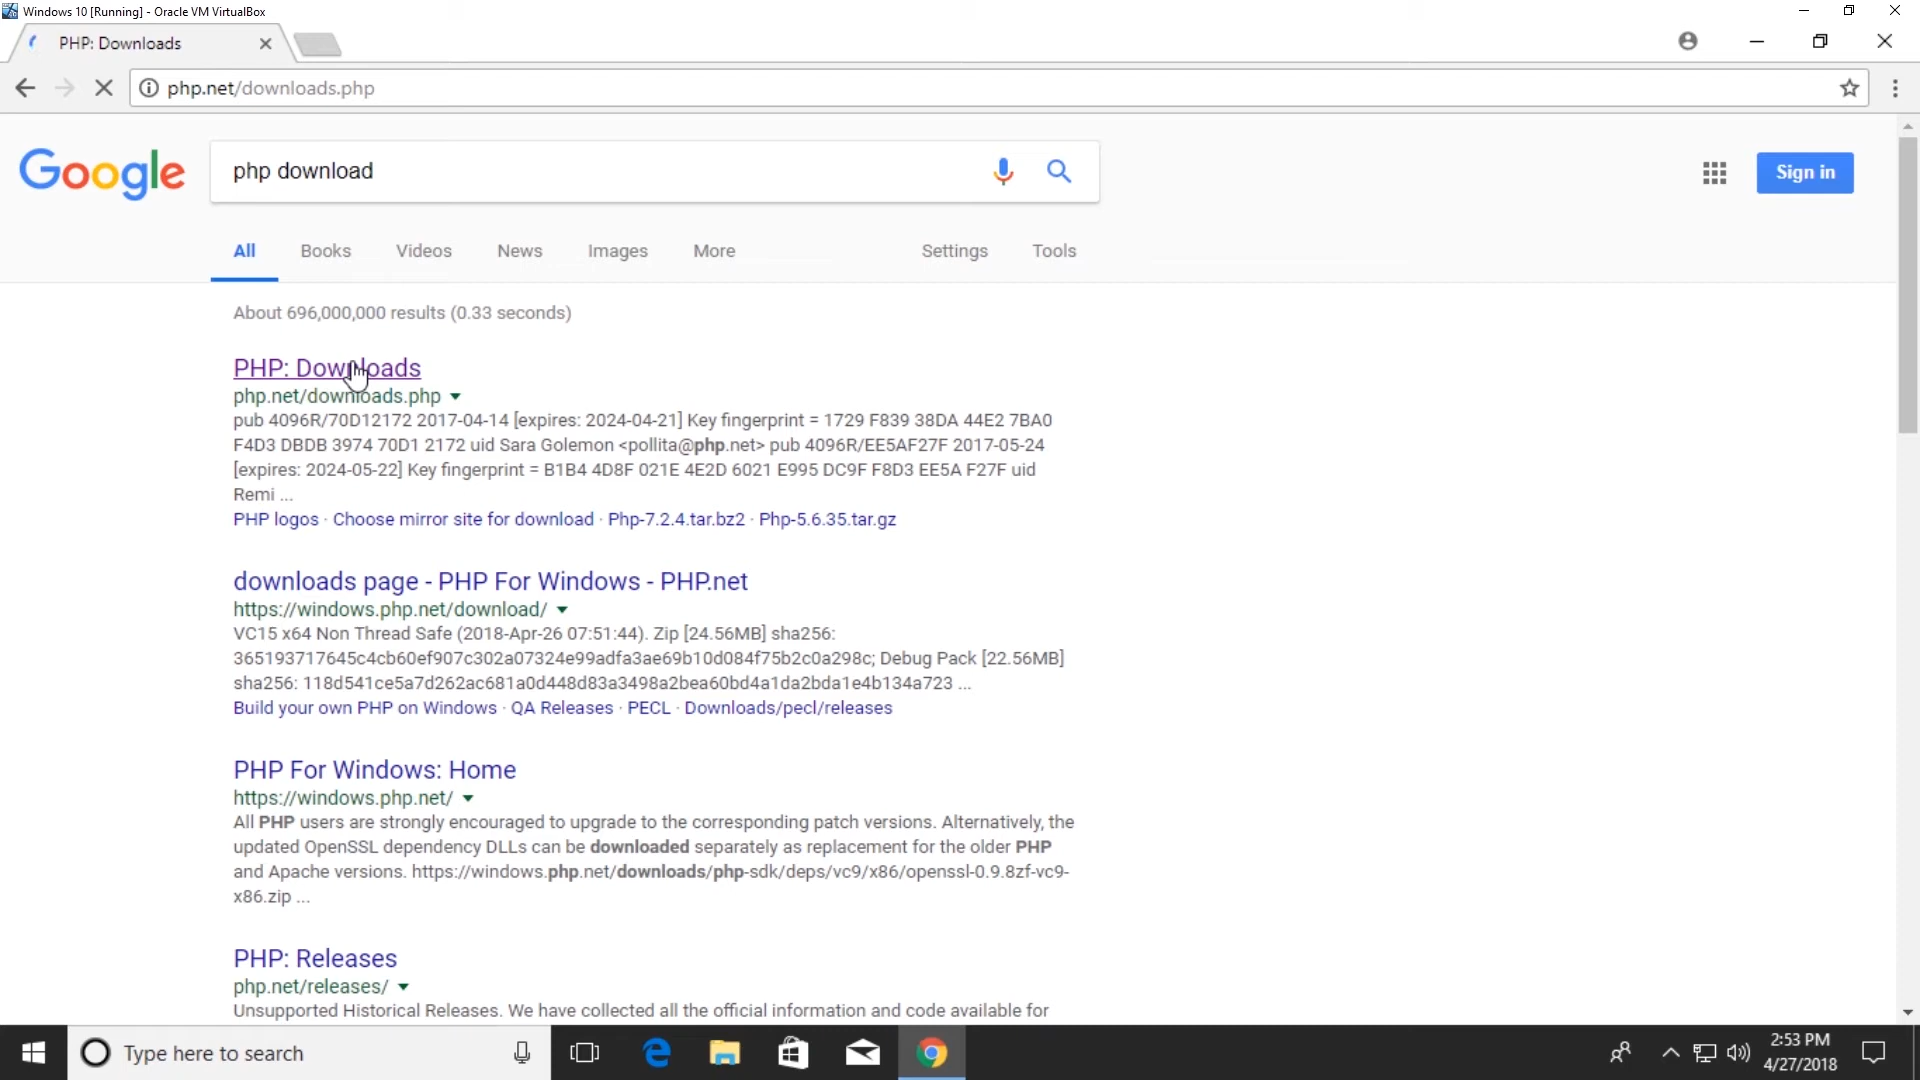 Windows 10 [Running] - Oracle VM VirtualBox
PHP: Downloads
php.net/downloads.php
Google
php download
Sign in
All Books Videos News Images More Settings Tools
About 696,000,000 results (0.33 seconds)
PHP: Downloads
php.net/downloads.php
pub 4096R/70D12172 2017-04-14 [expires: 2024-04-21] Key fingerprint = 1729 F839 38DA 44E2 7BA0
F4D3 DBDB 3974 70D1 2172 uid Sara Golemon <pollita@php.net> pub 4096R/EE5AF27F 2017-05-24
[expires: 2024-05-22] Key fingerprint = B1B4 4D8F 021E 4E2D 6021 E995 DC9F F8D3 EE5A F27F uid
Remi ...
PHP logos · Choose mirror site for download · Php-7.2.4.tar.bz2 · Php-5.6.35.tar.gz
downloads page - PHP For Windows - PHP.net
https://windows.php.net/download/
VC15 x64 Non Thread Safe (2018-Apr-26 07:51:44). Zip [24.56MB] sha256:
365193717645c4cb60ef907c302a07324e99adfa3ae69b10d084f75b2c0a298c; Debug Pack [22.56MB]
sha256: 118d541ce5a7d262ac681a0d448d83a3498a2bea60bd4a1da2bda1e4b134a723 ...
Build your own PHP on Windows · QA Releases · PECL · Downloads/pecl/releases
PHP For Windows: Home
https://windows.php.net/
All PHP users are strongly encouraged to upgrade to the corresponding patch versions. Alternatively, the
updated OpenSSL dependency DLLs can be downloaded separately as replacement for the older PHP
and Apache versions. https://windows.php.net/downloads/php-sdk/deps/vc9/x86/openssl-0.9.8zf-vc9-
x86.zip ...
PHP: Releases
php.net/releases/
Unsupported Historical Releases. We have collected all the official information and code available for
Type here to search
2:53 PM
4/27/2018